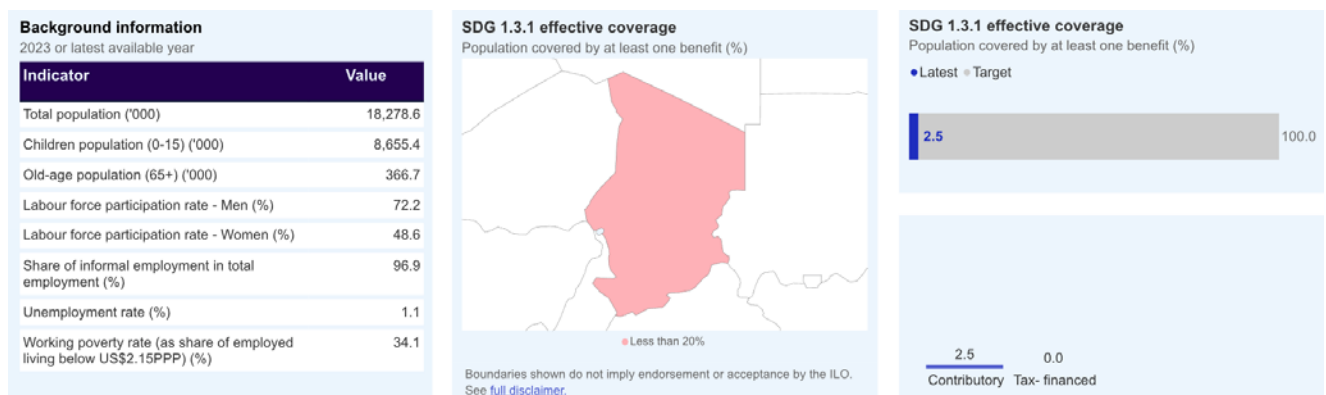 Background information
2023 or latest available year
Indicator Value
Total population ('000) 18,278.6
Children population (0-15) ('000) 8,655.4
Old-age population (65+) ('000) 366.7
Labour force participation rate - Men (%) 72.2
Labour force participation rate - Women (%) 48.6
Share of informal employment in total 96.9
employment (%)
Unemployment rate (%) 1.1
Working poverty rate (as share of employed 34.1
living below US$2.15PPP) (%)
SDG 1.3.1 effective coverage
Population covered by at least one benefit (%)
Less than 20%
Boundaries shown do not imply endorsement or acceptance by the ILO.
See full disclaimer.
SDG 1.3.1 effective coverage
Population covered by at least one benefit (%)
Latest Target
2.5 100.0
2.5 0.0
Contributory Tax- financed